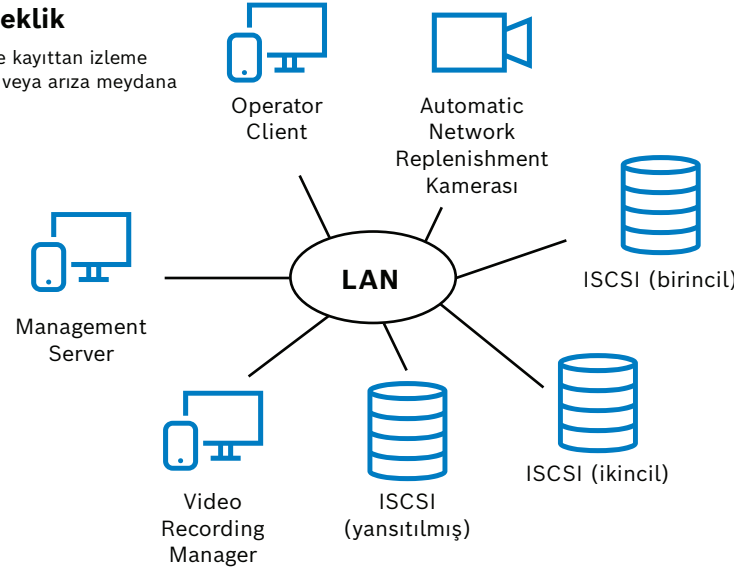 eklik
e kayıttan izleme
veya arıza meydana
Operator
Client
Automatic
Network
Replenishment
Kamerası
ISCSI (birincil)
LAN
Management
Server
ISCSI (ikincil)
Video
Recording
Manager
ISCSI
(yansıtılmış)